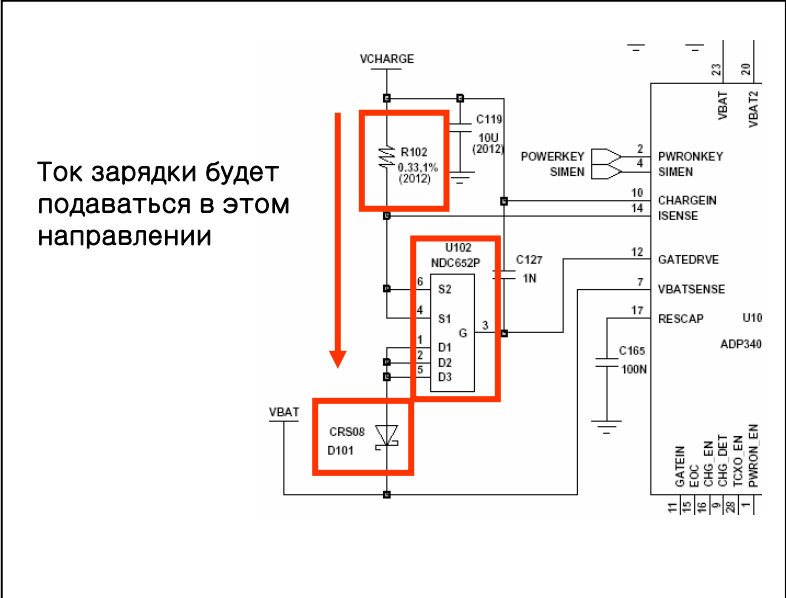 Ток зарядки будет
подаваться в этом
направлении
VCHARGE
R102
0.33,1%
(2012)
C119
10U
(2012)
POWERKEY
SIMEN
2
4
PWRONKEY
SIMEN
10
CHARGEIN
14
ISENSE
23
VBAT
20
VBAT2
U102
NDC652P
6
S2
4
S1
G
3
1
D1
2
D2
5
D3
C127
1N
12
GATEDRVE
7
VBATSENSE
17
RESCAP
U10
ADP340
C165
100N
VBAT
CRS08
D101
GATEIN
EOC
CHG_EN
CHG_DET
TCXO_EN
PWRON_EN
11
15
16
9
28
1